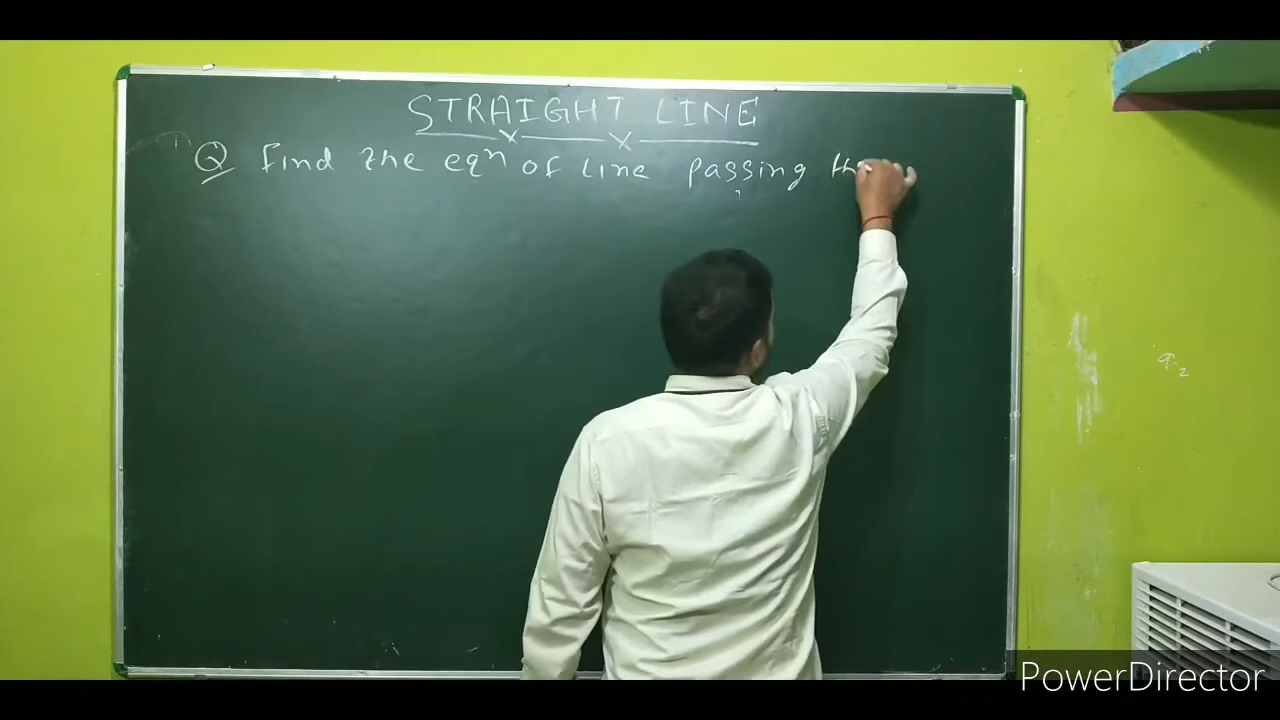 STRAIGHT LINE
Q Find the eqⁿ of line passing
PowerDirector